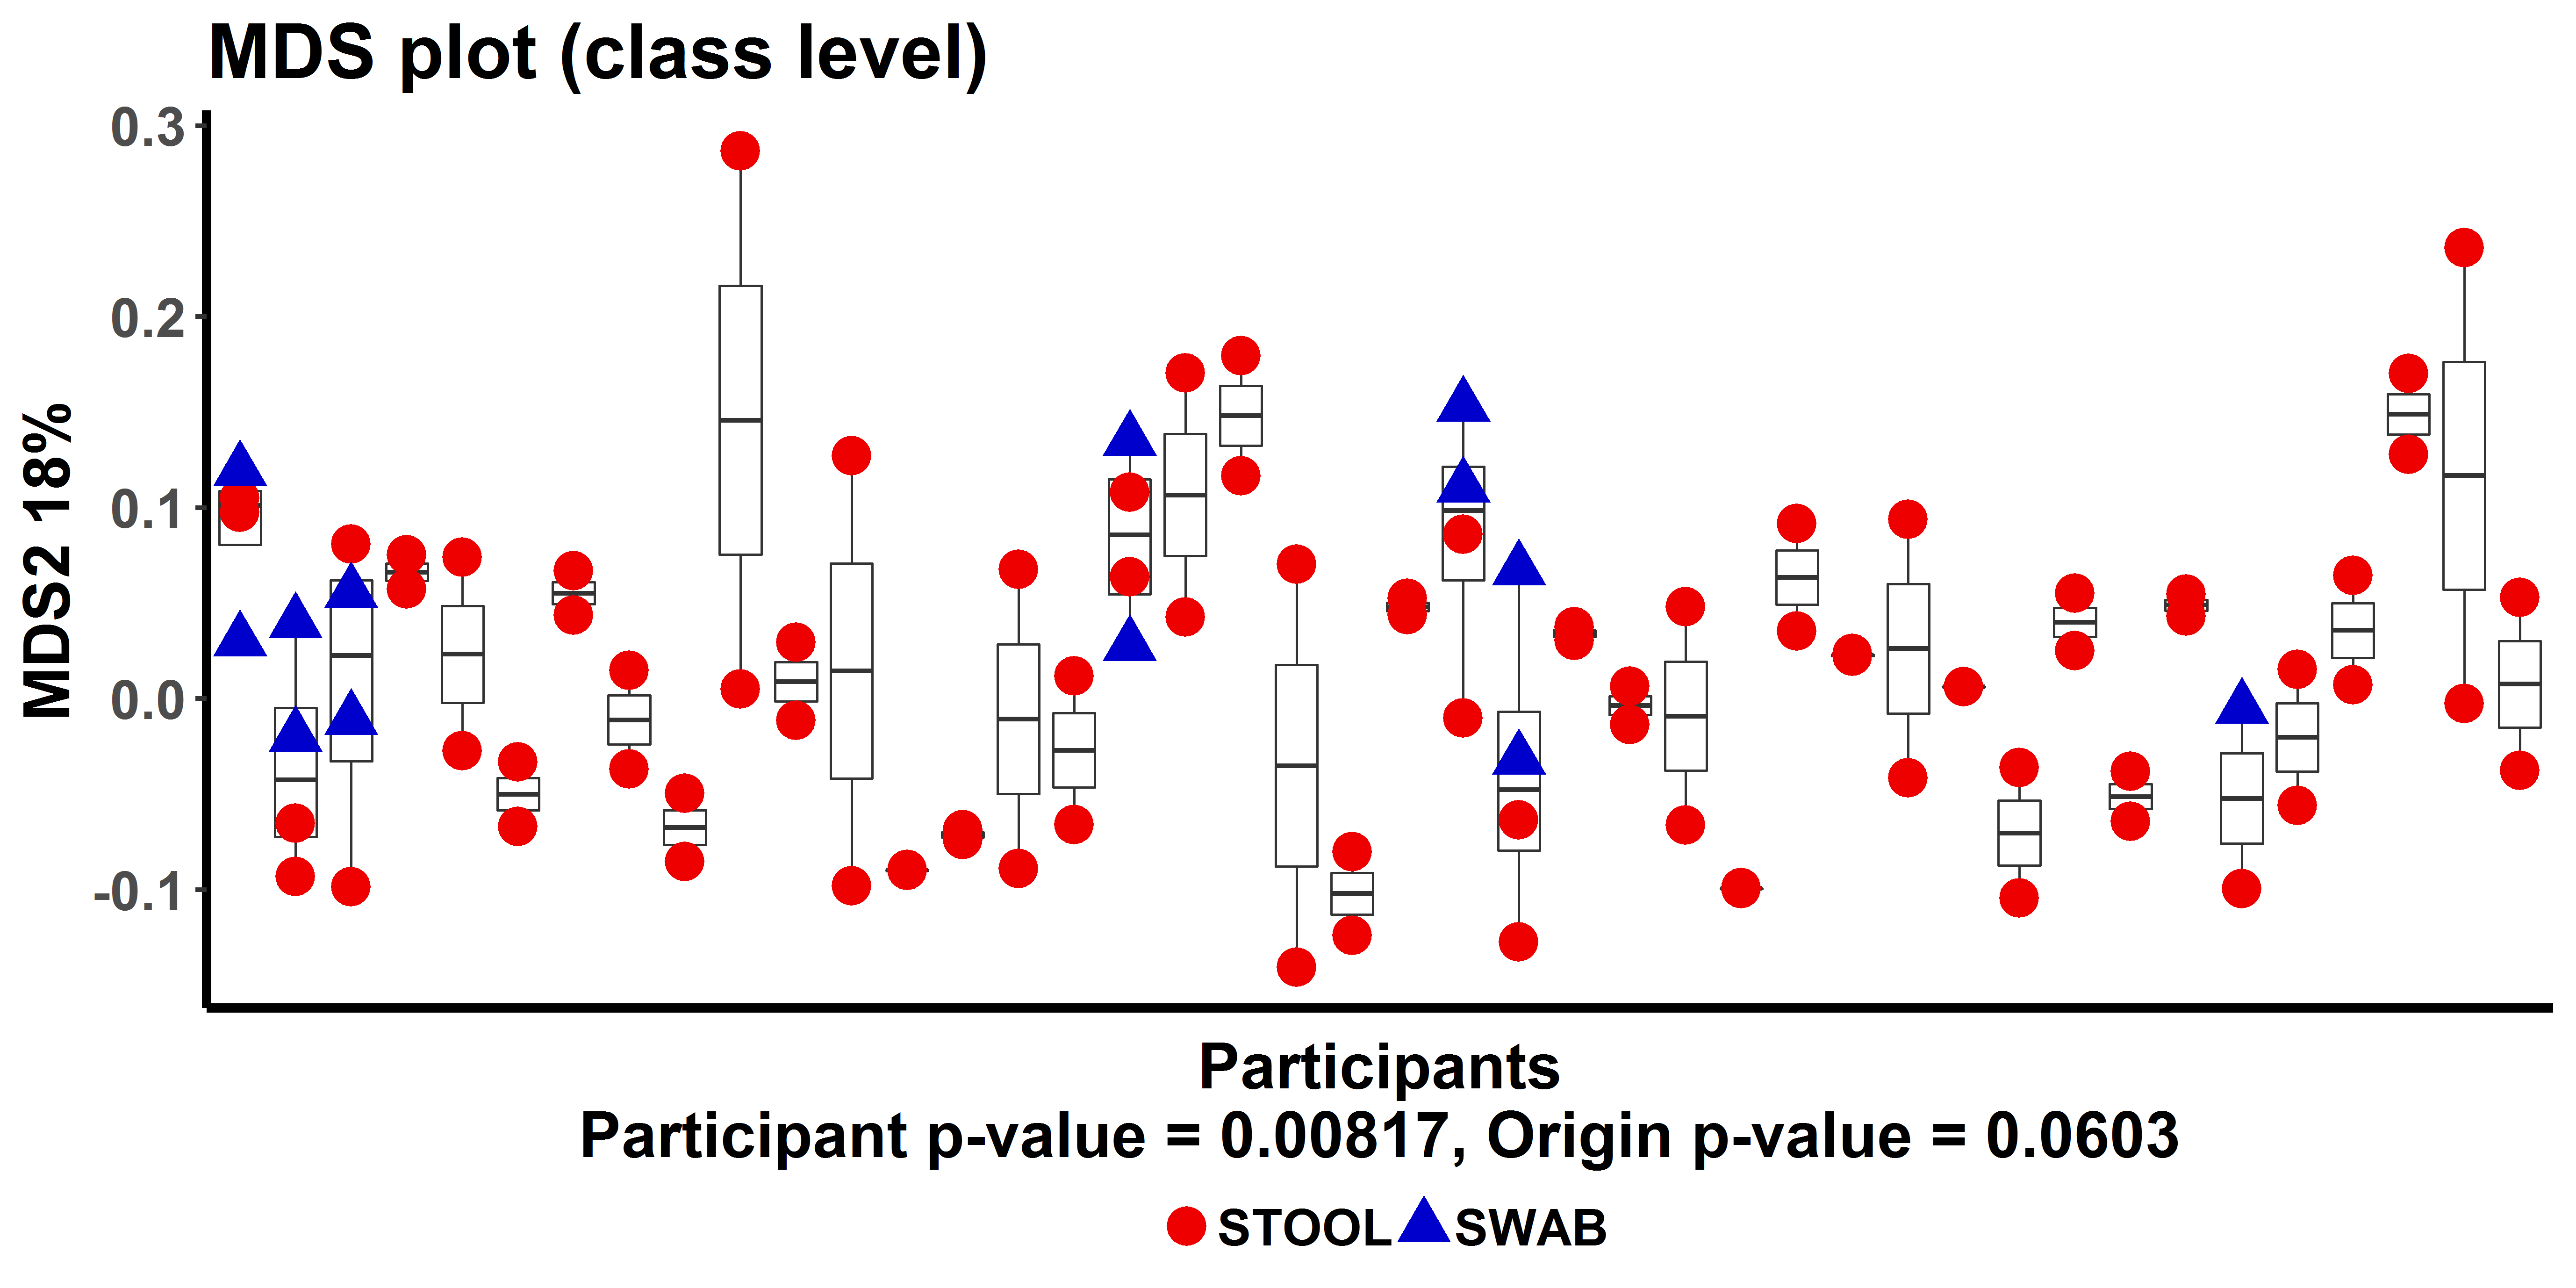 MDS plot (class level)
MDS2 18%
0.3
0.2
0.1
0.0
-0.1
Participants
Participant p-value = 0.00817, Origin p-value = 0.0603
STOOL SWAB